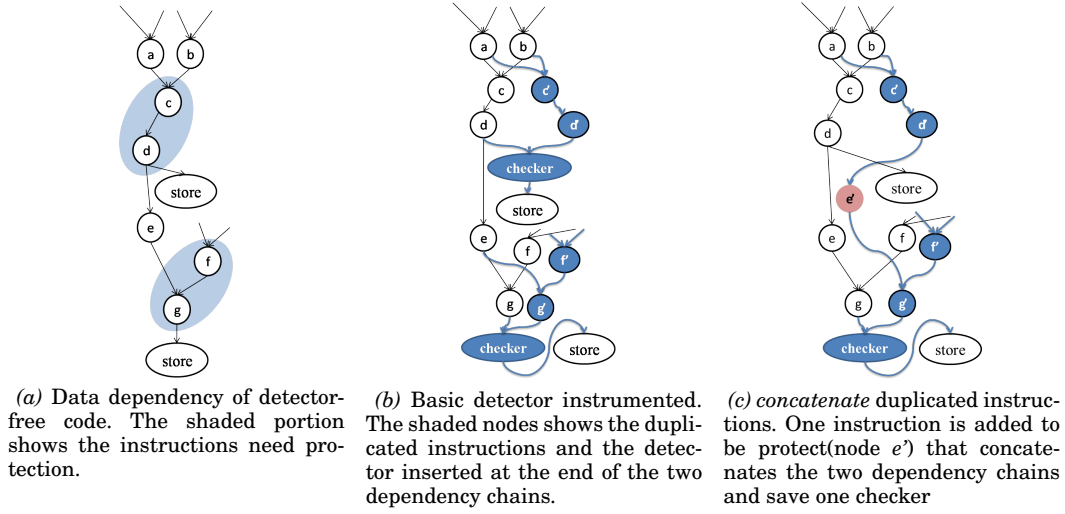 a
b
c
d
store
e
f
g
store
(a) Data dependency of detector-
free code. The shaded portion
shows the instructions need pro-
tection.
a
b
c
c'
d
d'
checker
store
e
f
f'
g
g'
checker
store
(b) Basic detector instrumented.
The shaded nodes shows the dupli-
cated instructions and the detec-
tor inserted at the end of the two
dependency chains.
a
b
c
c'
d
d'
store
e'
e
f
f'
g
g'
checker
store
(c) concatenate duplicated instruc-
tions. One instruction is added to
be protect(node e’) that concate-
nates the two dependency chains
and save one checker